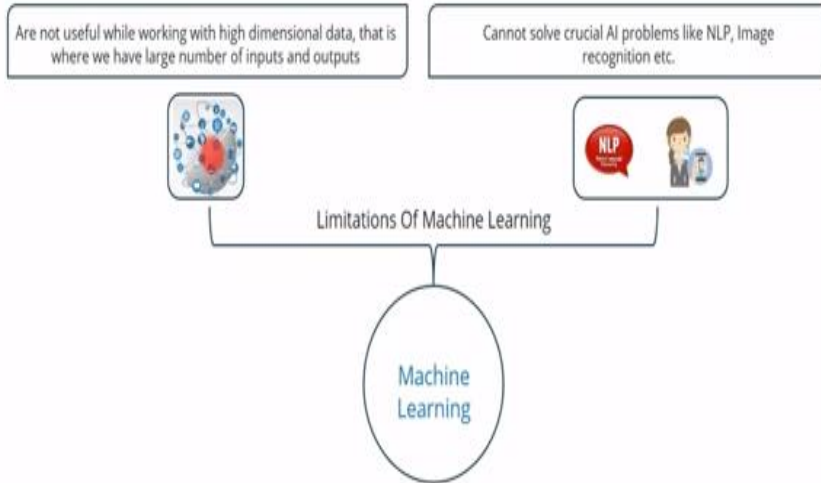 Are not useful while working with high dimensional data, that is
where we have large number of inputs and outputs
Cannot solve crucial AI problems like NLP, Image
recognition etc.
NLP
Limitations Of Machine Learning
Machine
Learning